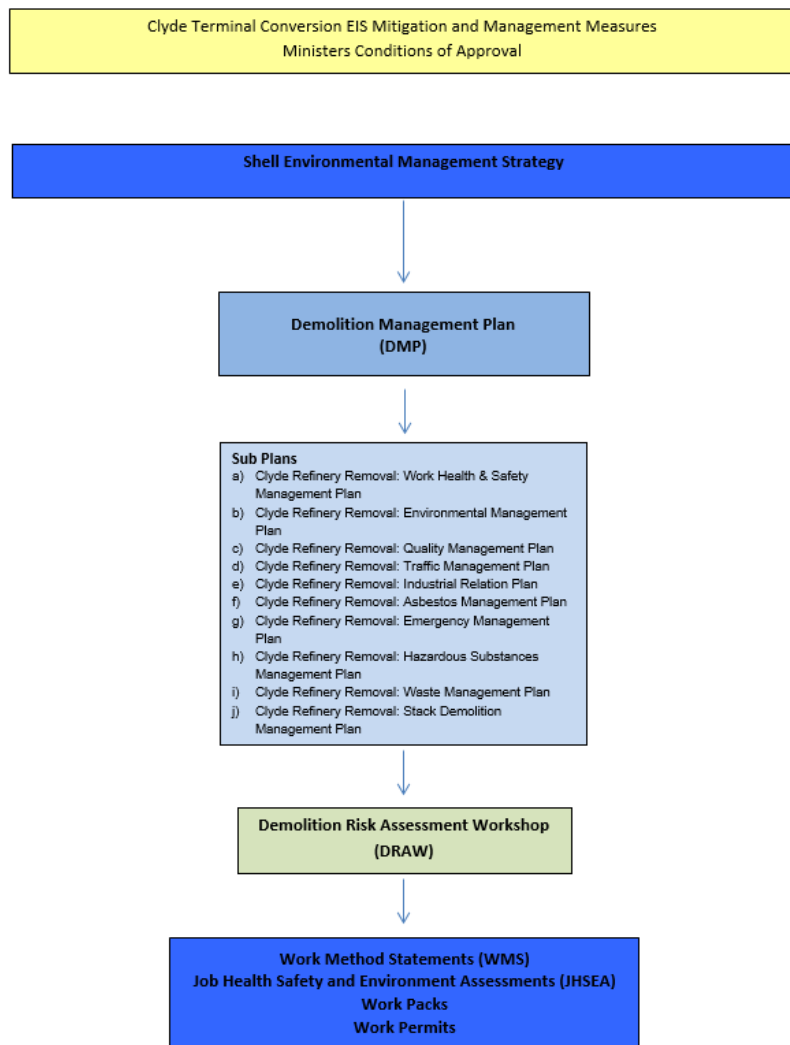 Clyde Terminal Conversion EIS Mitigation and Management Measures
Ministers Conditions of Approval
Shell Environmental Management Strategy
Demolition Management Plan
(DMP)
Sub Plans
a) Clyde Refinery Removal: Work Health & Safety
Management Plan
b) Clyde Refinery Removal: Environmental Management
Plan
c) Clyde Refinery Removal: Quality Management Plan
d) Clyde Refinery Removal: Traffic Management Plan
e) Clyde Refinery Removal: Industrial Relation Plan
f) Clyde Refinery Removal: Asbestos Management Plan
g) Clyde Refinery Removal: Emergency Management
Plan
h) Clyde Refinery Removal: Hazardous Substances
Management Plan
i) Clyde Refinery Removal: Waste Management Plan
j) Clyde Refinery Removal: Stack Demolition
Management Plan
Demolition Risk Assessment Workshop
(DRAW)
Work Method Statements (WMS)
Job Health Safety and Environment Assessments (JHSEA)
Work Packs
Work Permits